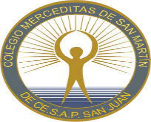 COLEGIO MERCEDITAS DE SAN MARTIN
DE CE.S.A.P. SAN JUAN